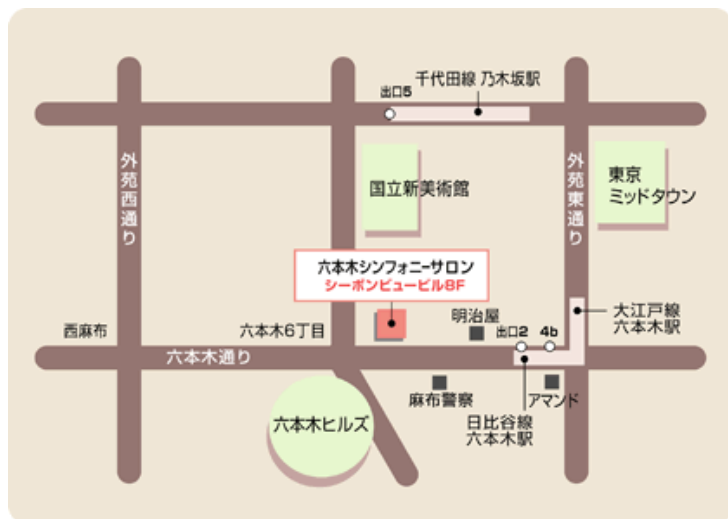 千代田線 乃木坂駅
出口5
外苑西通り
国立新美術館
外苑東通り
東京
ミッドタウン
六本木シンフォニーサロン
シーボンビュービル8F
大江戸線
六本木駅
西麻布
六本木6丁目
明治屋
出口2
4b
六本木通り
麻布警察
アマンド
六本木ヒルズ
日比谷線
六本木駅